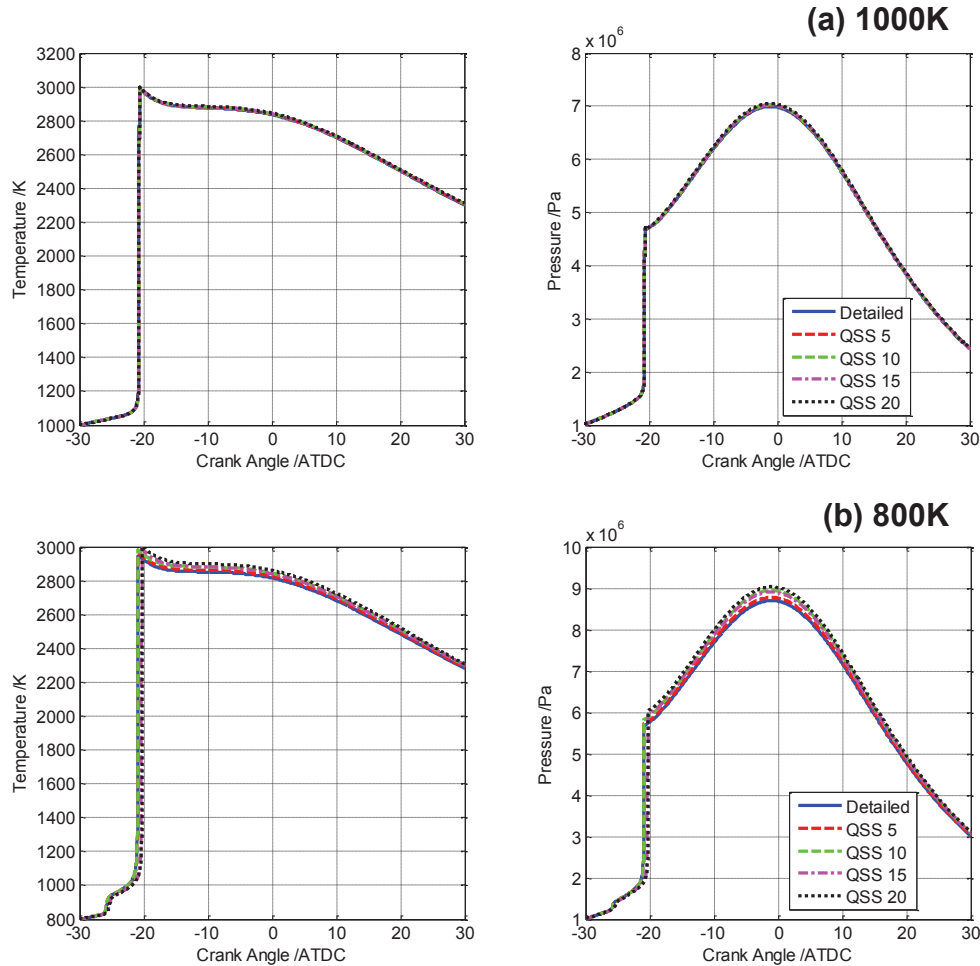 (a) 1000K
3200
3000
2800
2600
2400
2200
2000
1800
1600
1400
1200
1000
Temperature /K
-30 -20 -10 0 10 20 30
Crank Angle /ATDC
x 10⁶
8
7
6
5
4
3
2
1
Pressure /Pa
Detailed
QSS 5
QSS 10
QSS 15
QSS 20
-30 -20 -10 0 10 20 30
Crank Angle /ATDC
(b) 800K
3000
2800
2600
2400
2200
2000
1800
1600
1400
1200
1000
800
Temperature /K
-30 -20 -10 0 10 20 30
Crank Angle /ATDC
x 10⁶
10
9
8
7
6
5
4
3
2
1
Pressure /Pa
Detailed
QSS 5
QSS 10
QSS 15
QSS 20
-30 -20 -10 0 10 20 30
Crank Angle /ATDC